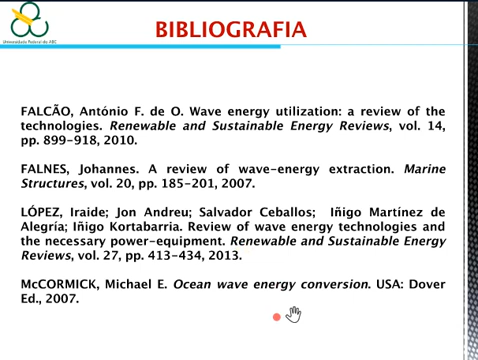 Universidade Federal do ABC
BIBLIOGRAFIA
FALCÃO, António F. de O. Wave energy utilization: a review of the
technologies. Renewable and Sustainable Energy Reviews, vol. 14,
pp. 899-918, 2010.
FALNES, Johannes. A review of wave-energy extraction. Marine
Structures, vol. 20, pp. 185-201, 2007.
LÓPEZ, Iraide; Jon Andreu; Salvador Ceballos; Iñigo Martínez de
Alegría; Iñigo Kortabarria. Review of wave energy technologies and
the necessary power-equipment. Renewable and Sustainable Energy
Reviews, vol. 27, pp. 413-434, 2013.
McCORMICK, Michael E. Ocean wave energy conversion. USA: Dover
Ed., 2007.